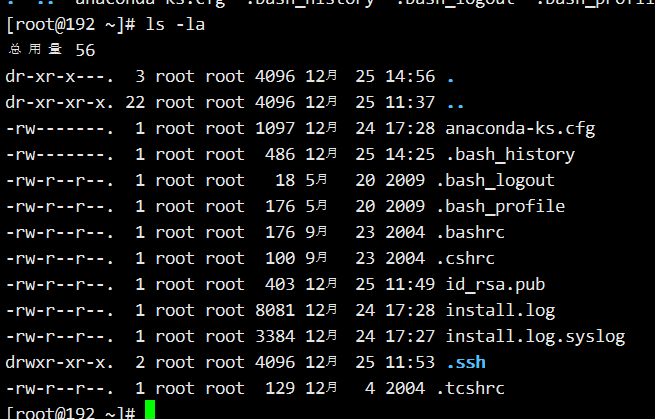 . .. anaconda-ks.cfg .bash_history .bash_logout .bash_profile
[root@192 ~]# ls -la
总用量 56
dr-xr-x---. 3 root root 4096 12月 25 14:56 .
dr-xr-xr-x. 22 root root 4096 12月 25 11:37 ..
-rw-------. 1 root root 1097 12月 24 17:28 anaconda-ks.cfg
-rw-------. 1 root root 486 12月 25 14:25 .bash_history
-rw-r--r--. 1 root root 18 5月 20 2009 .bash_logout
-rw-r--r--. 1 root root 176 5月 20 2009 .bash_profile
-rw-r--r--. 1 root root 176 9月 23 2004 .bashrc
-rw-r--r--. 1 root root 100 9月 23 2004 .cshrc
-rw-r--r--. 1 root root 403 12月 25 11:49 id_rsa.pub
-rw-r--r--. 1 root root 8081 12月 24 17:28 install.log
-rw-r--r--. 1 root root 3384 12月 24 17:27 install.log.syslog
drwxr-xr-x. 2 root root 4096 12月 25 11:53 .ssh
-rw-r--r--. 1 root root 129 12月 4 2004 .tcshrc
[root@192 ~]#